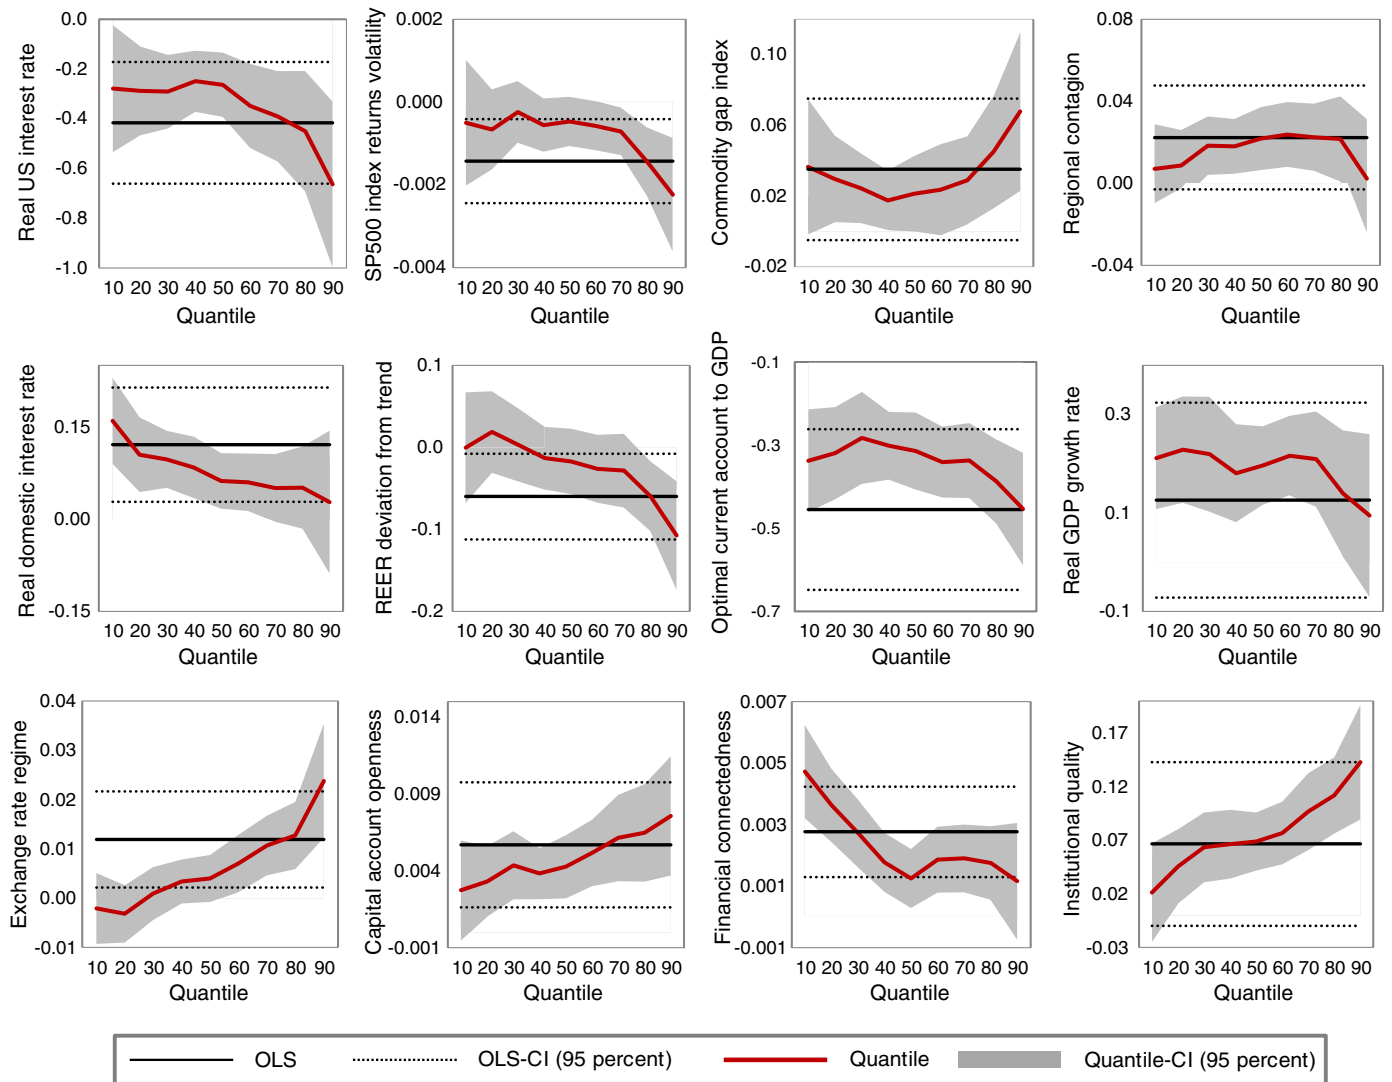 Real US interest rate
0.0
-0.2
-0.4
-0.6
-0.8
-1.0
10 20 30 40 50 60 70 80 90
Quantile
SP500 index returns volatility
0.002
0.000
-0.002
-0.004
10 20 30 40 50 60 70 80 90
Quantile
Commodity gap index
0.10
0.06
0.02
-0.02
10 20 30 40 50 60 70 80 90
Quantile
Regional contagion
0.08
0.04
0.00
-0.04
10 20 30 40 50 60 70 80 90
Quantile
Real domestic interest rate
0.15
0.00
-0.15
10 20 30 40 50 60 70 80 90
Quantile
REER deviation from trend
0.1
0.0
-0.1
-0.2
10 20 30 40 50 60 70 80 90
Quantile
Optimal current account to GDP
-0.1
-0.3
-0.5
-0.7
10 20 30 40 50 60 70 80 90
Quantile
Real GDP growth rate
0.3
0.1
-0.1
10 20 30 40 50 60 70 80 90
Quantile
Exchange rate regime
0.04
0.03
0.02
0.01
0.00
-0.01
10 20 30 40 50 60 70 80 90
Quantile
Capital account openness
0.014
0.009
0.004
-0.001
10 20 30 40 50 60 70 80 90
Quantile
Financial connectedness
0.007
0.005
0.003
0.001
-0.001
10 20 30 40 50 60 70 80 90
Quantile
Institutional quality
0.17
0.12
0.07
0.02
-0.03
10 20 30 40 50 60 70 80 90
Quantile
OLS OLS-CI (95 percent) Quantile Quantile-CI (95 percent)